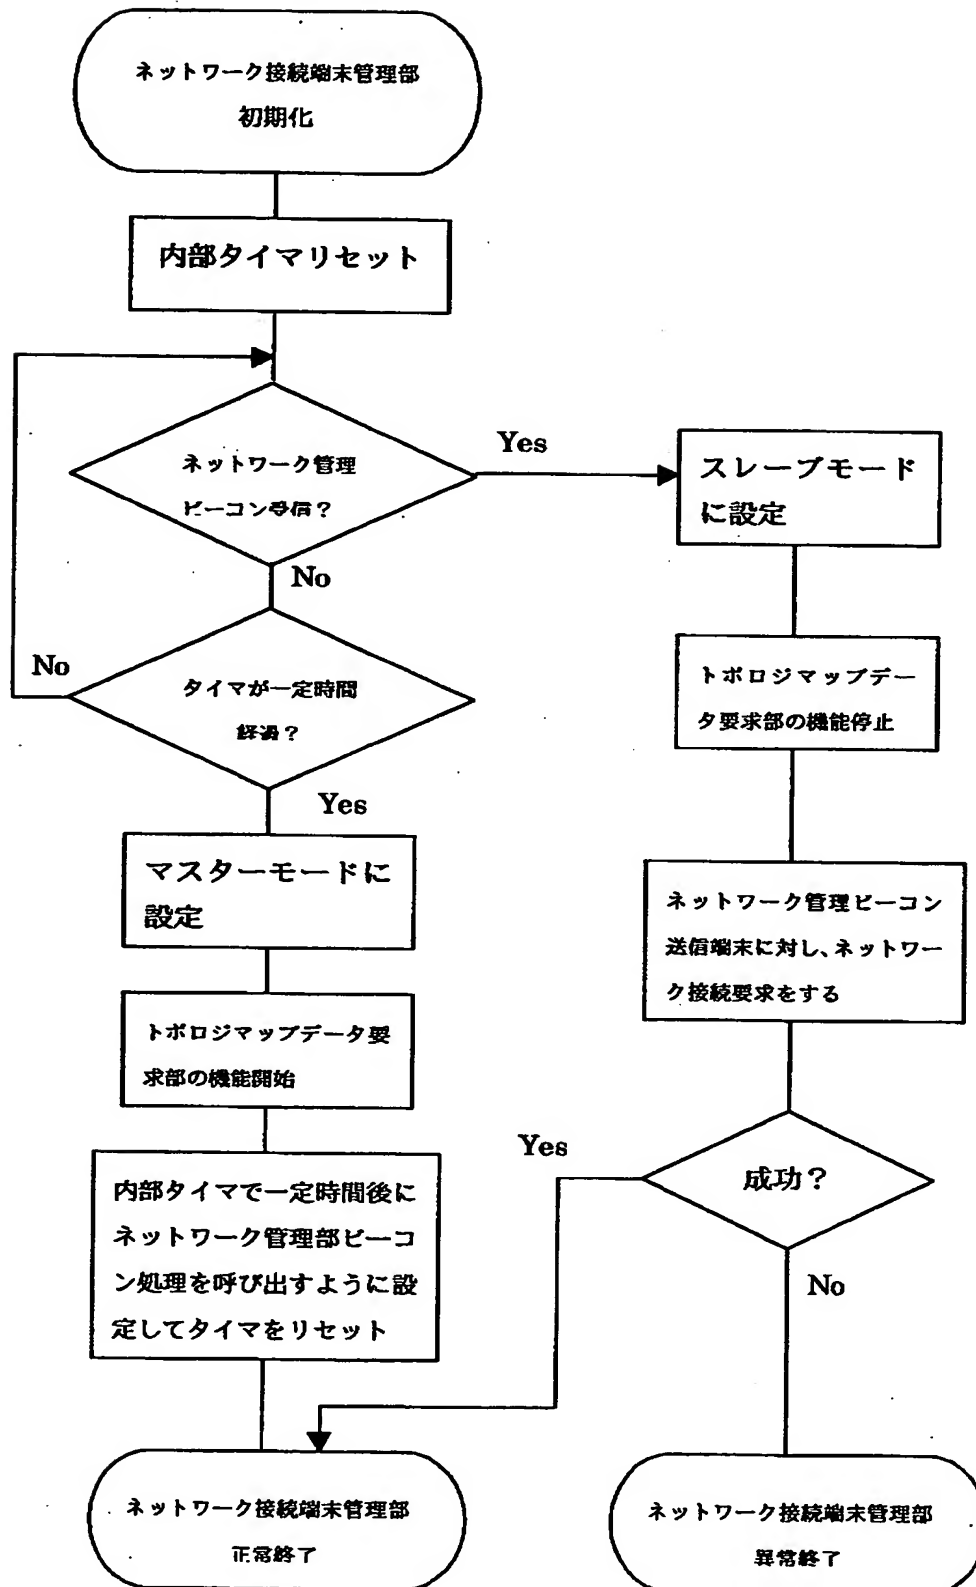 ネットワーク接続端末管理部
初期化
内部タイマリセット
ネットワーク管理
ビーコン受信？
Yes
スレーブモード
に設定
No
No
タイマが一定時間
経過？
トポロジマップデー
タ要求部の機能停止
Yes
マスターモードに
設定
ネットワーク管理ビーコン
送信端末に対し、ネットワー
ク接続要求をする
トポロジマップデータ要
求部の機能開始
Yes
成功？
内部タイマで一定時間後に
ネットワーク管理部ビーコ
ン処理を呼び出すように設
定してタイマをリセット
No
ネットワーク接続端末管理部
正常終了
ネットワーク接続端末管理部
異常終了